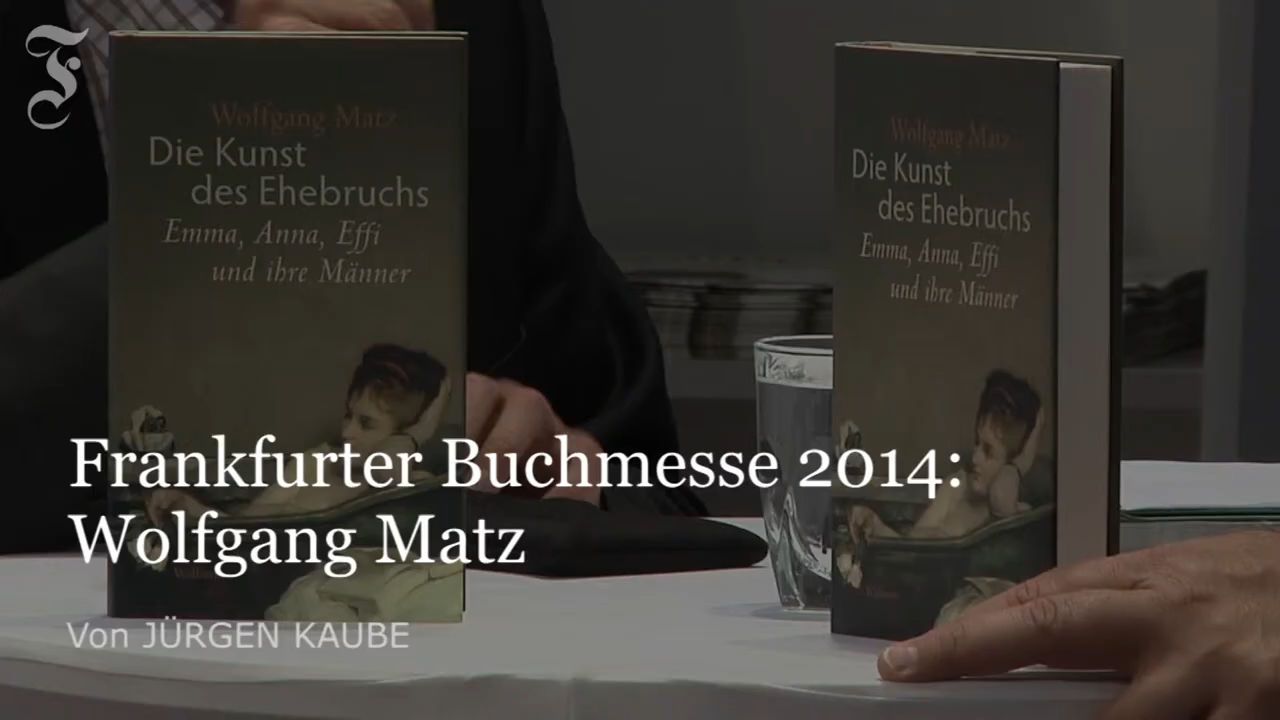 F
Wolfgang Matz
Die Kunst
des Ehebruchs
Emma, Anna, Effi
und ihre Männer
Wolfgang Matz
Die Kunst
des Ehebruchs
Emma, Anna, Effi
und ihre Männer
Frankfurter Buchmesse 2014:
Wolfgang Matz
Von JÜRGEN KAUBE